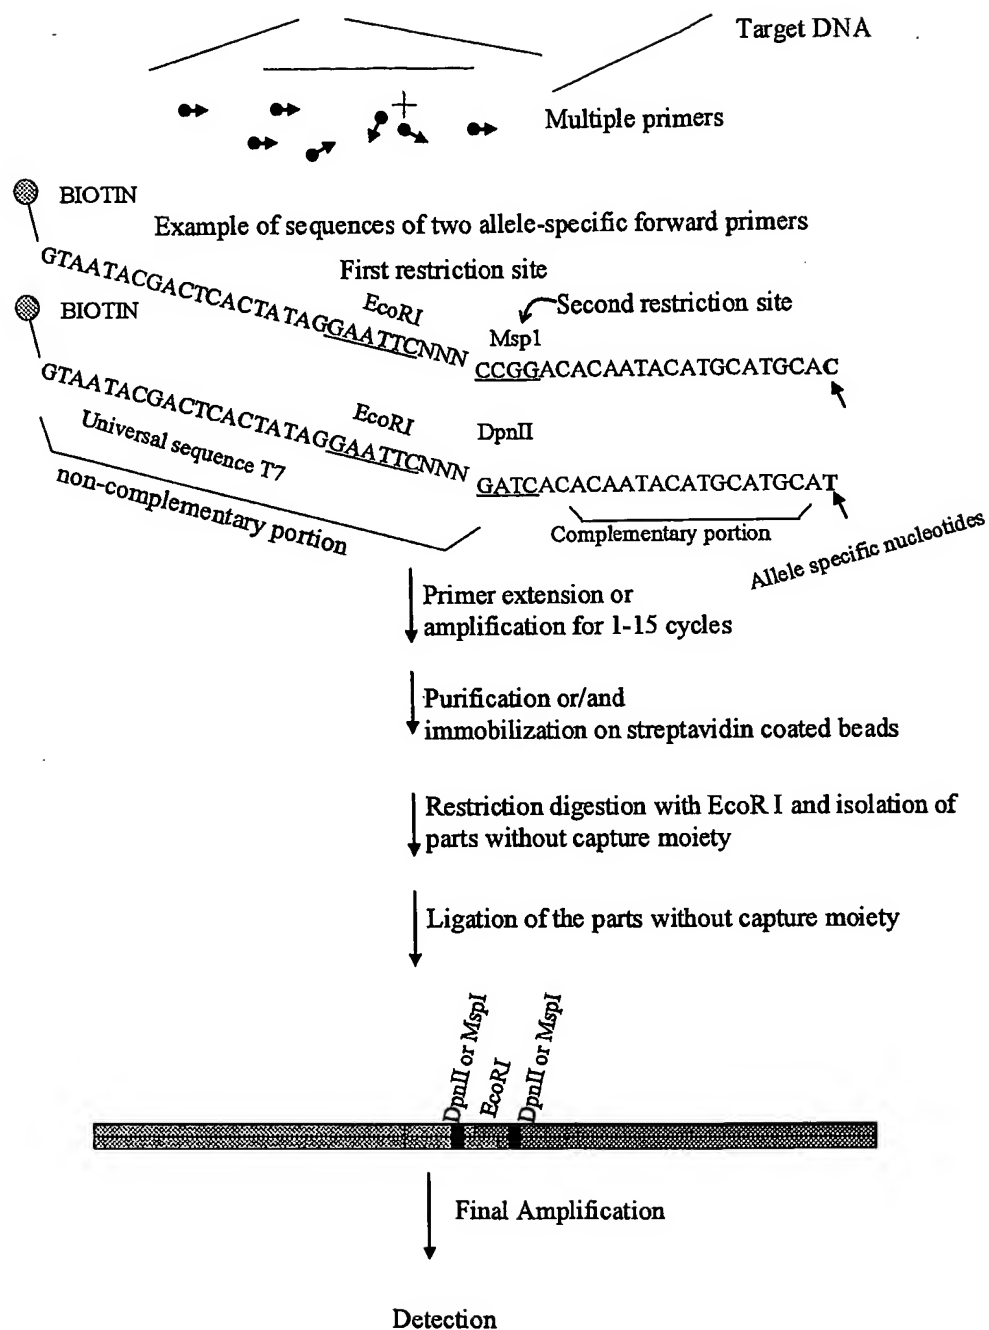 Target DNA
Multiple primers
BIOTIN
Example of sequences of two allele-specific forward primers
GTAATACGACTCACTATAGGAATTCNNN
First restriction site
EcoRI
Second restriction site
Msp1
CCGGACACAATACATGCATGCAC
BIOTIN
GTAATACGACTCACTATAGGAATTCNNN
EcoRI
DpnII
GATCACACAATACATGCATGCAT
Universal sequence T7
non-complementary portion
Complementary portion
Allele specific nucleotides
Primer extension or
amplification for 1-15 cycles
Purification or/and
immobilization on streptavidin coated beads
Restriction digestion with EcoR I and isolation of
parts without capture moiety
Ligation of the parts without capture moiety
DpnII or MspI
EcoRI
DpnII or MspI
Final Amplification
Detection